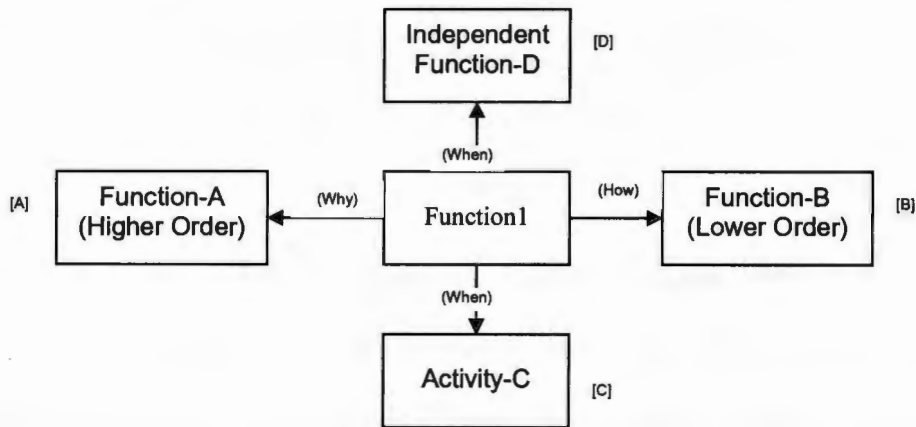 Independent
Function-D
[D]
(When)
[A]
Function-A
(Higher Order)
(Why)
Function1
(How)
Function-B
(Lower Order)
[B]
(When)
Activity-C
[C]